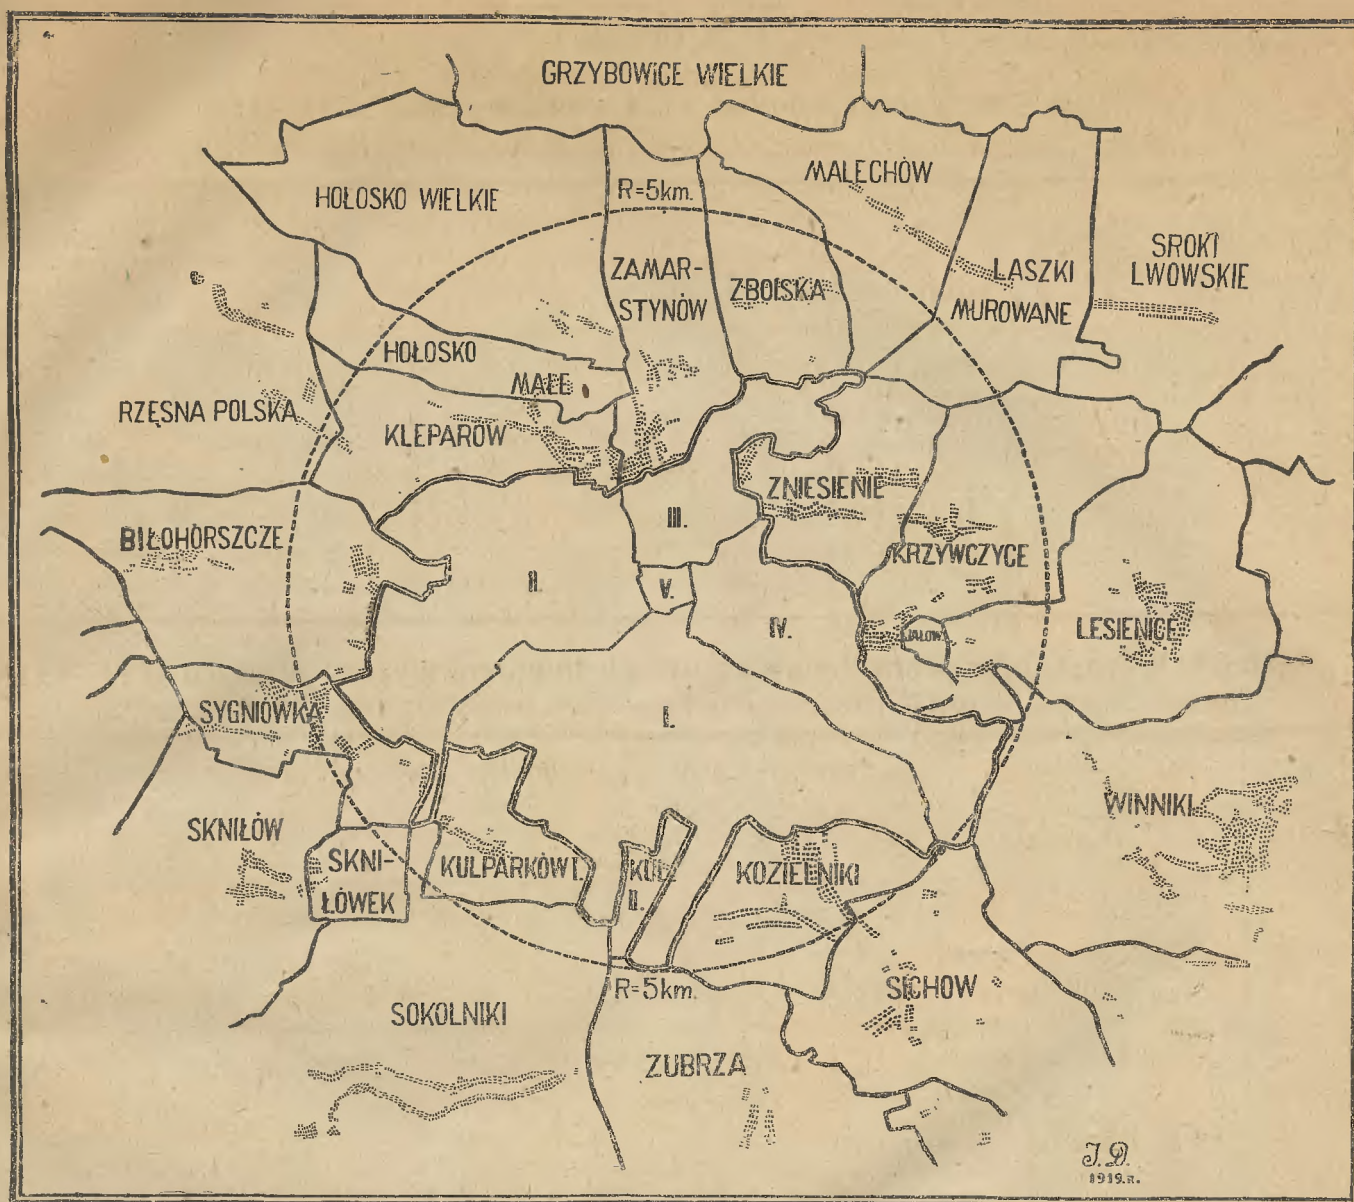 GRZYBOWICE WIELKIE
MALECHÓW
HOŁOSKO WIELKIE
R=5km.
SROKI
LWOWSKIE
ZAMAR-
STYNÓW
ZBOISKA
LASZKI
MUROWANE
HOŁOSKO
MAŁE
RZĘSNA POLSKA
KLEPARÓW
ZNIESIENIE
III.
BIŁOHORSZCZE
KRZYWCZYCE
II.
V.
IV.
JAŁOW.
LESIENICE
SYGNIÓWKA
I.
WINNIKI
SKNIŁÓW
SKNI-
ŁÓWEK
KULPARKÓW I.
KUL.
II.
KOZIELNIKI
R=5km.
SICHOW
SOKOLNIKI
ZUBRZA
J.D.
1919.R.